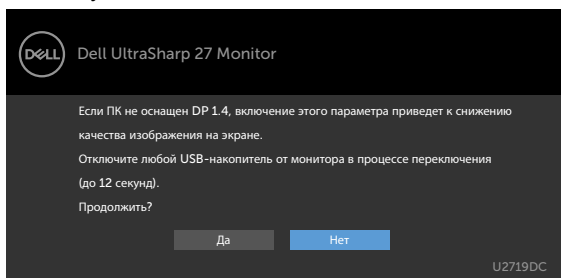 DELL
Dell UltraSharp 27 Monitor
Если ПК не оснащен DP 1.4, включение этого параметра приведет к снижению
качества изображения на экране.
Отключите любой USB-накопитель от монитора в процессе переключения
(до 12 секунд).
Продолжить?
Да
Нет
U2719DC